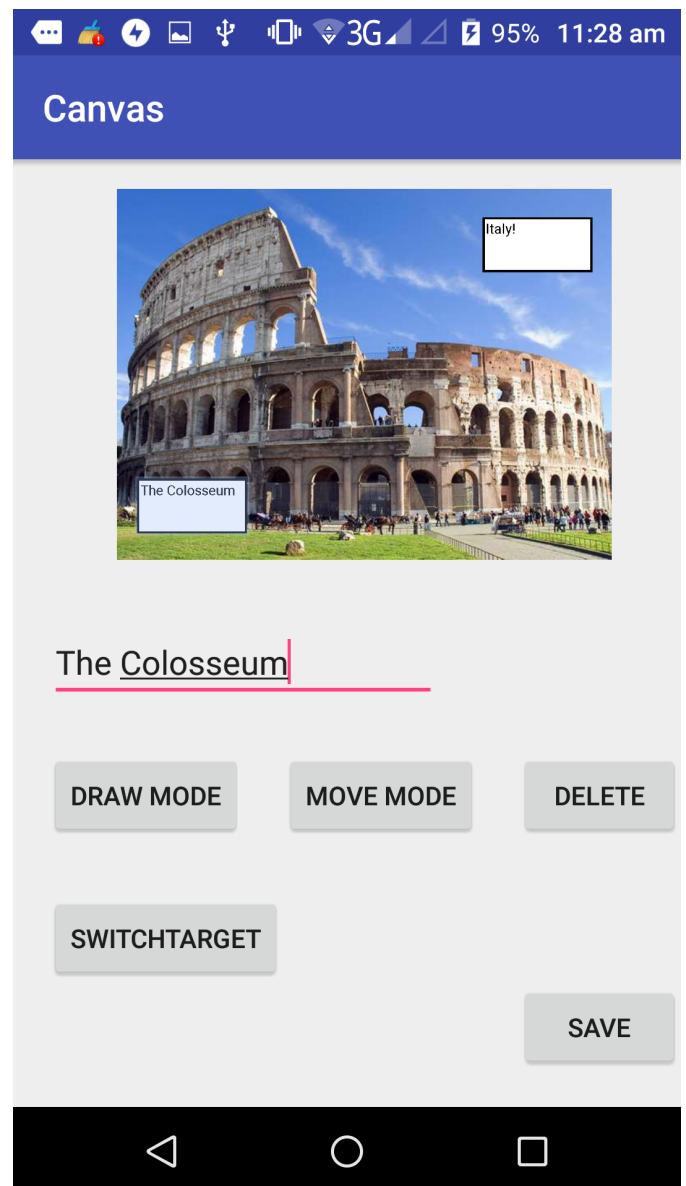 3G 95% 11:28 am
Canvas
Italy!
The Colosseum
The Colosseum
DRAW MODE MOVE MODE DELETE
SWITCHTARGET
SAVE